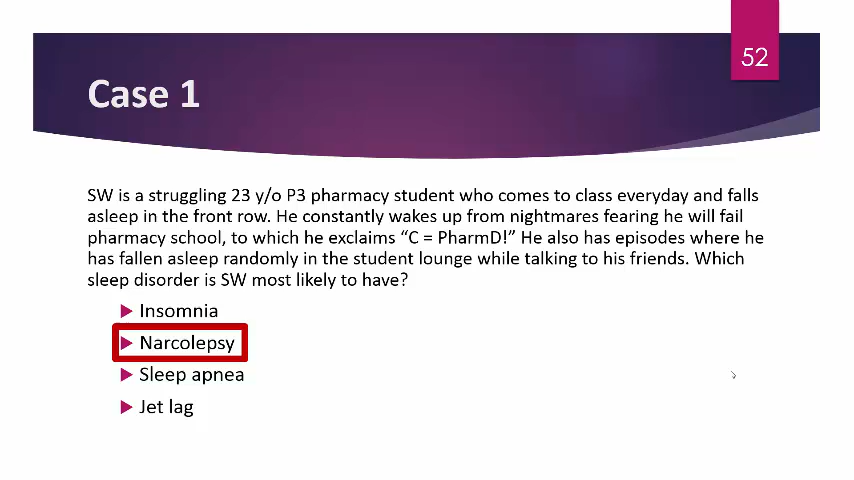 52
Case 1
SW is a struggling 23 y/o P3 pharmacy student who comes to class everyday and falls
asleep in the front row. He constantly wakes up from nightmares fearing he will fail
pharmacy school, to which he exclaims “C = PharmD!” He also has episodes where he
has fallen asleep randomly in the student lounge while talking to his friends. Which
sleep disorder is SW most likely to have?
Insomnia
Narcolepsy
Sleep apnea
Jet lag